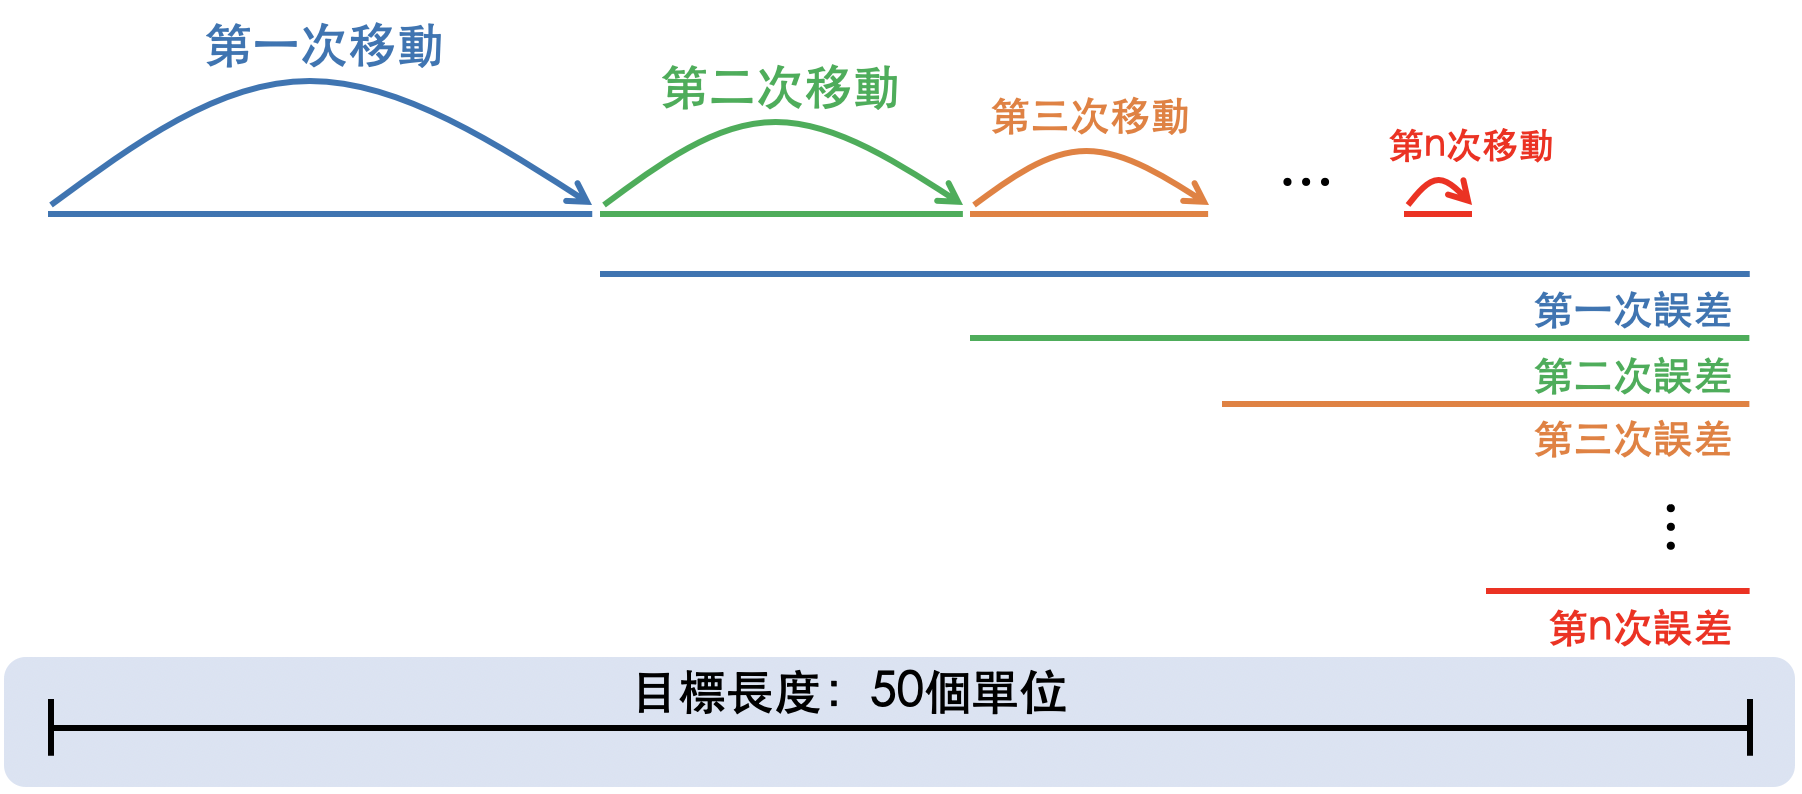 第一次移動
第二次移動
第三次移動
...
第n次移動
第一次誤差
第二次誤差
第三次誤差
⋮
第n次誤差
目標長度：50個單位